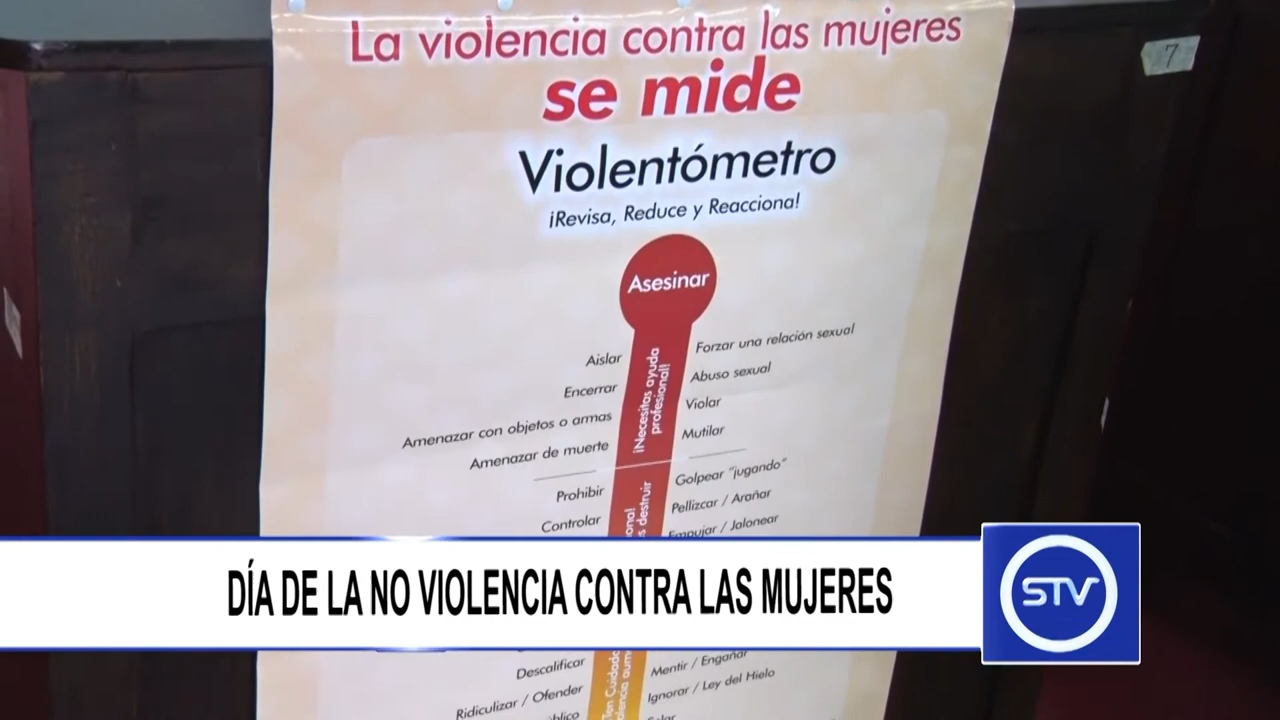 La violencia contra las mujeres
se mide
Violentómetro
¡Revisa, Reduce y Reacciona!
7
Asesinar
¡Necesitas ayuda
profesional!
Aislar
Encerrar
Amenazar con objetos o armas
Amenazar de muerte
Forzar una relación sexual
Abuso sexual
Violar
Mutilar
Prohibir
Controlar
destruir
Golpear "jugando"
Pellizcar / Arañar
Empujar / Jalonear
DÍA DE LA NO VIOLENCIA CONTRA LAS MUJERES
STV
Descalificar
Ridiculizar / Ofender
¡Ten Cuidado
Mentir / Engañar
Ignorar / Ley del Hielo